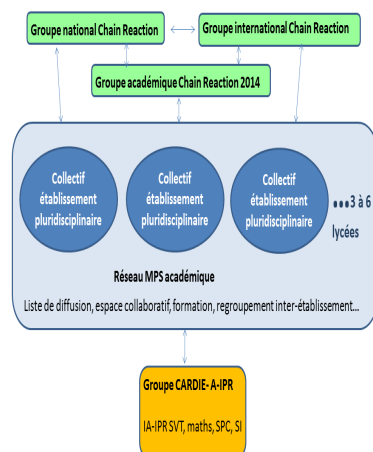 Groupe national Chain Reaction
Groupe international Chain Reaction
Groupe académique Chain Reaction 2014
Collectif
établissement
pluridisciplinaire
Collectif
établissement
pluridisciplinaire
Collectif
établissement
pluridisciplinaire
•••3 à 6
lycées
Réseau MPS académique
Liste de diffusion, espace collaboratif, formation, regroupement inter-établissement...
Groupe CARDIE- A-IPR
IA-IPR SVT, maths, SPC, SI